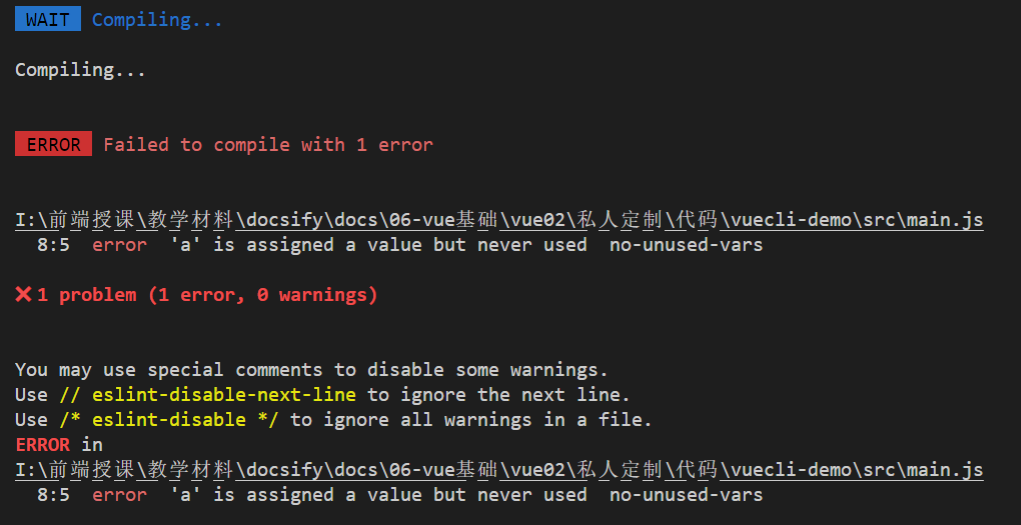 WAIT Compiling...
Compiling...
ERROR Failed to compile with 1 error
I:\前端授课\教学材料\docsify\docs\06-vue基础\vue02\私人定制\代码\vuecli-demo\src\main.js
8:5 error 'a' is assigned a value but never used no-unused-vars
❌ 1 problem (1 error, 0 warnings)
You may use special comments to disable some warnings.
Use // eslint-disable-next-line to ignore the next line.
Use /* eslint-disable */ to ignore all warnings in a file.
ERROR in
I:\前端授课\教学材料\docsify\docs\06-vue基础\vue02\私人定制\代码\vuecli-demo\src\main.js
8:5 error 'a' is assigned a value but never used no-unused-vars